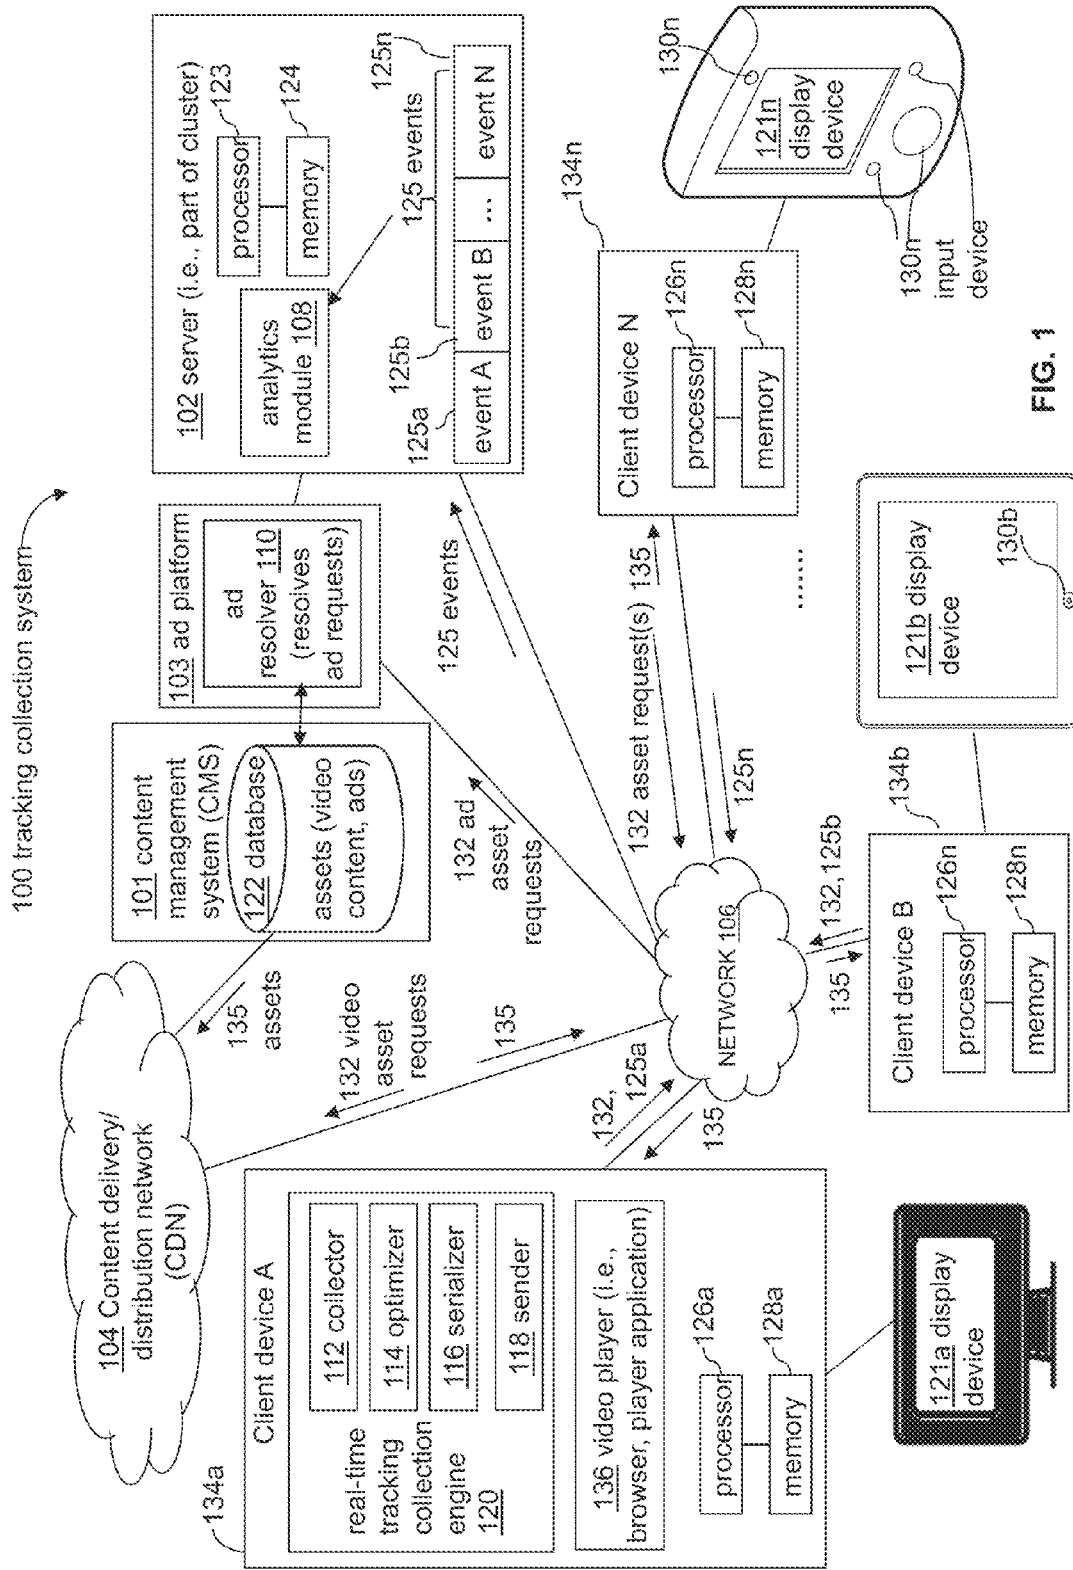 100 tracking collection system
104 Content delivery/
distribution network
(CDN)
135
assets
101 content
management
system (CMS)
122 database
assets (video
content, ads)
103 ad platform
ad
resolver 110
(resolves
ad requests)
102 server (i.e., part of cluster)
analytics
module 108
processor
123
memory
124
125 events
125a
125b
125n
event A
event B
...
event N
132 video
asset
requests
135
132 ad
asset
requests
125 events
134a
Client device A
real-time
tracking
collection
engine 120
112 collector
114 optimizer
116 serializer
118 sender
136 video player (i.e.,
browser, player application)
processor
126a
memory
128a
121a display
device
132,
125a
135
NETWORK 106
132 asset request(s)
135
125n
132, 125b
135
134b
Client device B
processor
126n
memory
128n
121b display
device
130b
......
134n
Client device N
processor
126n
memory
128n
121n
display
device
130n
130n
input
device
FIG. 1